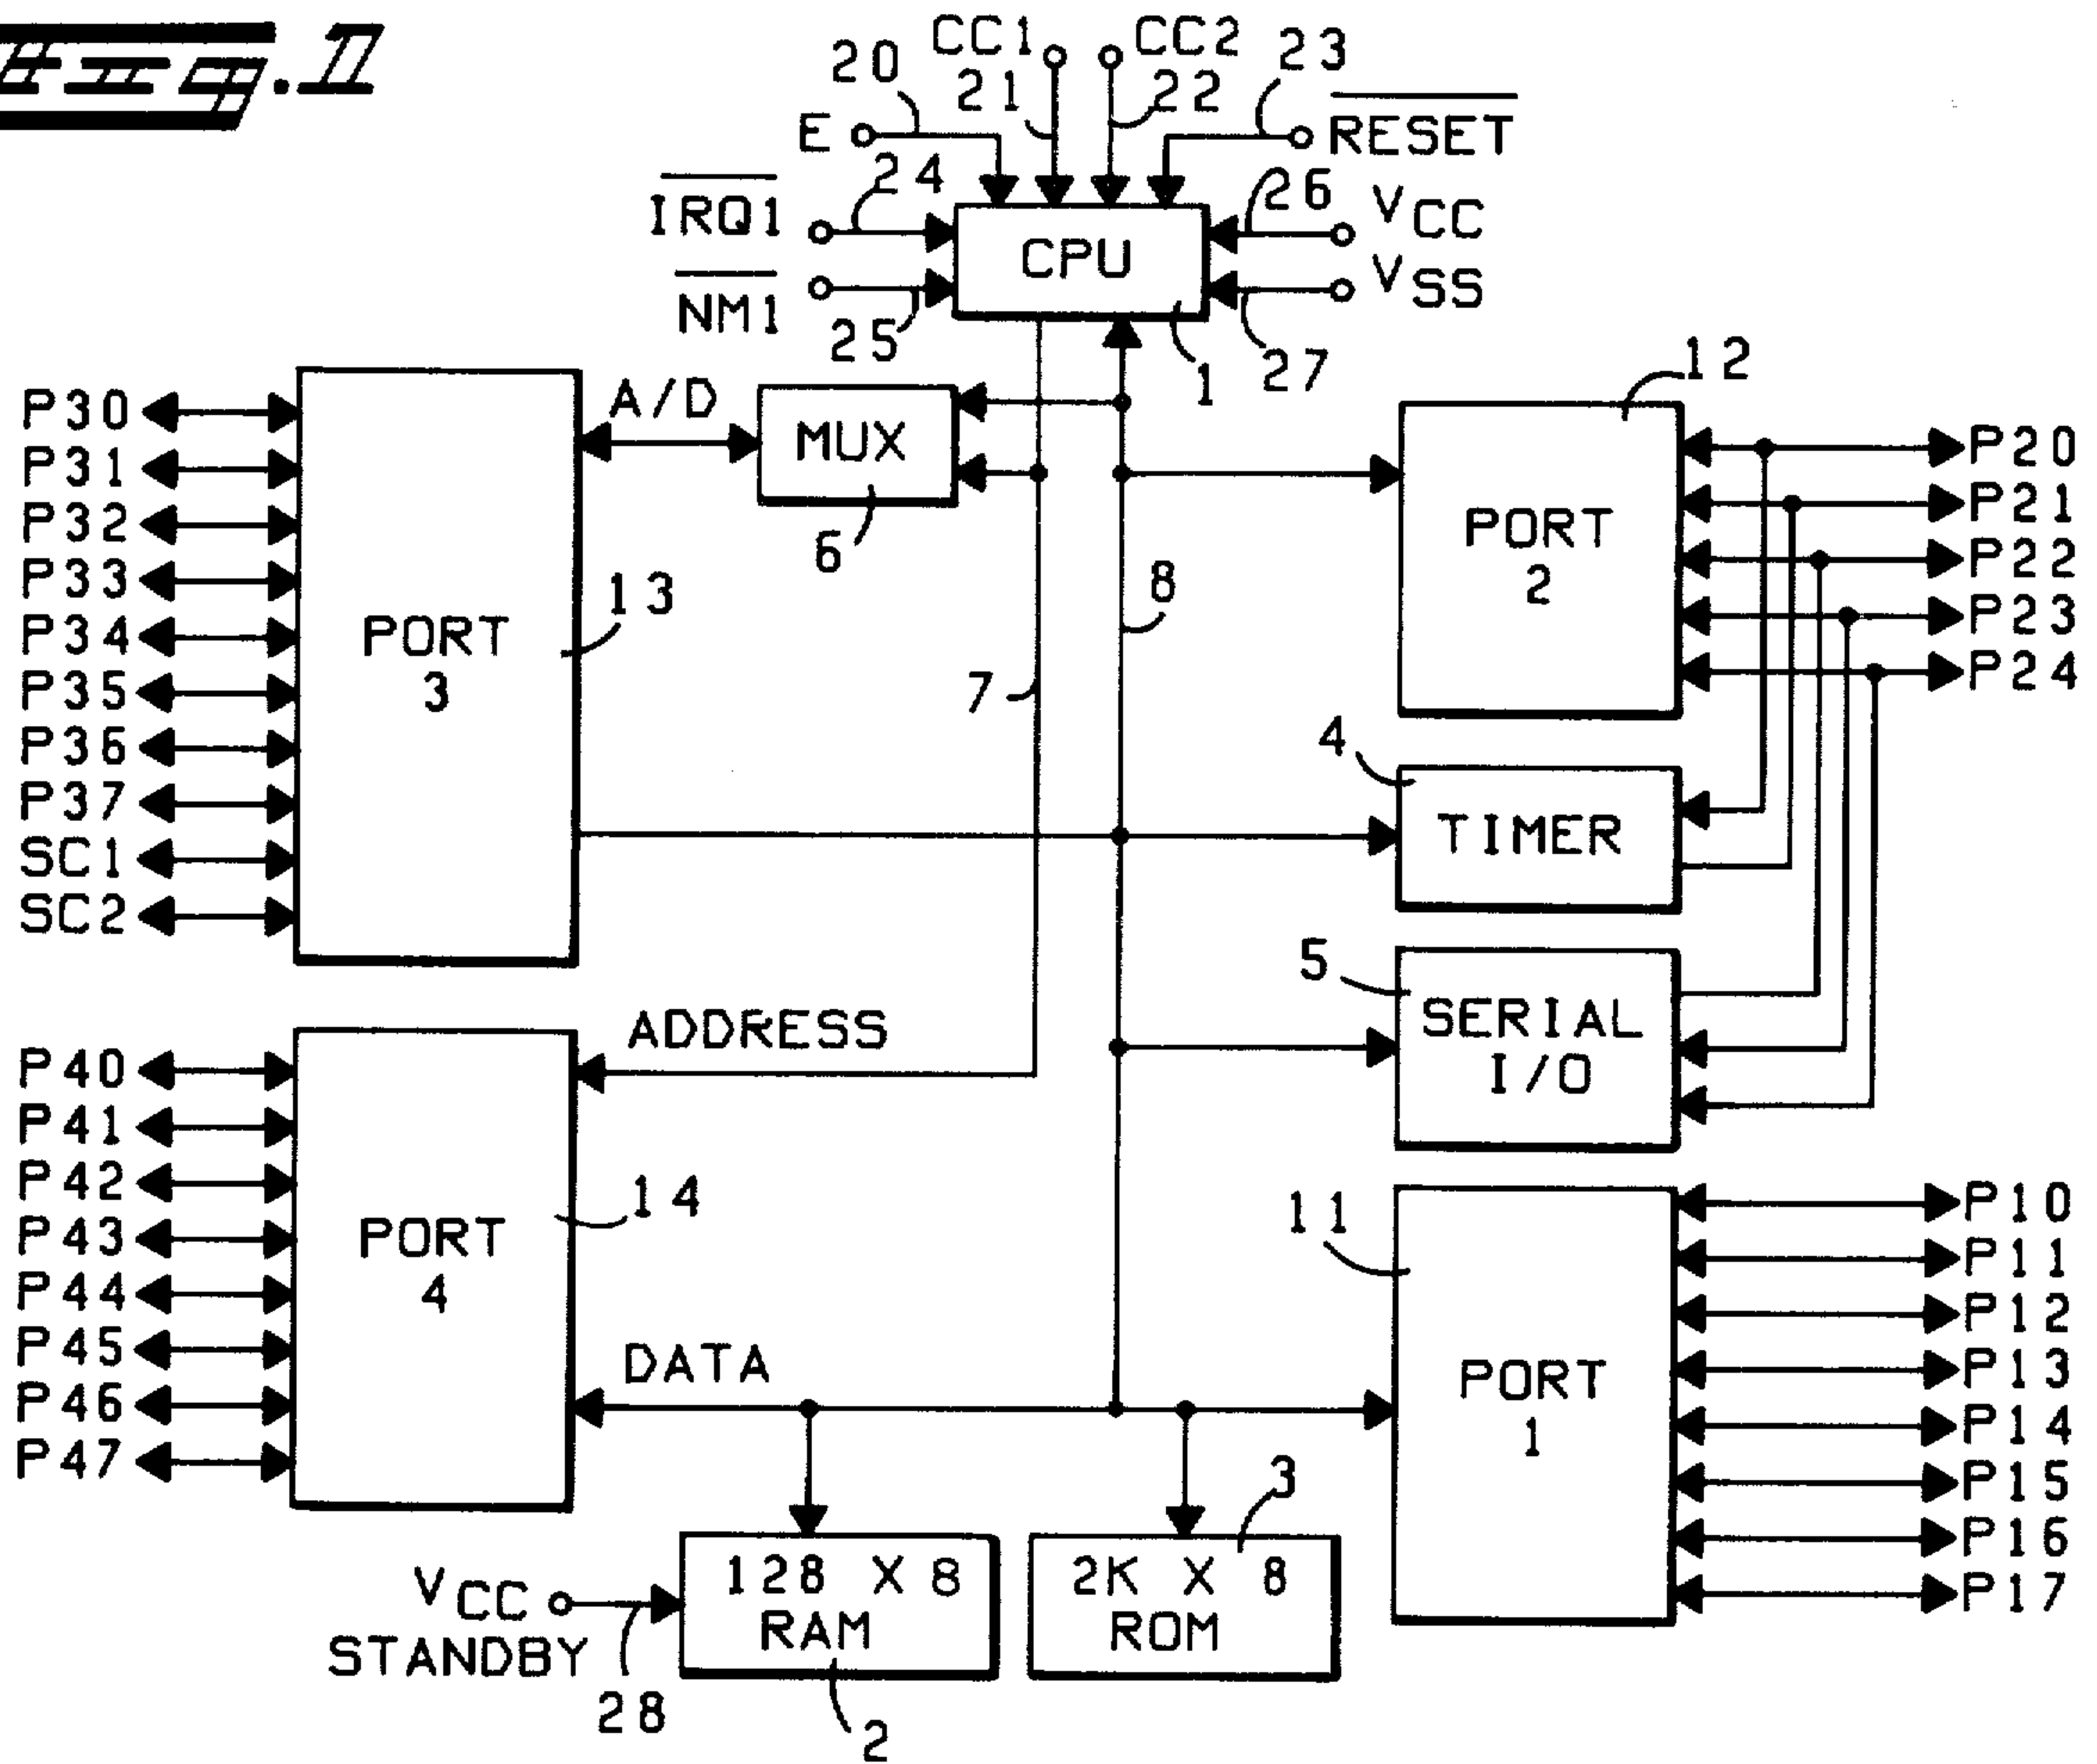 Fig. 1
CC1
CC2
20
21
22
23
E
RESET
24
26
IRQ1
VCC
CPU
NM1
VSS
25
1
27
12
P30
P31
P32
P33
P34
P35
P36
P37
SC1
SC2
A/D
MUX
6
PORT
3
13
7
8
PORT
2
P20
P21
P22
P23
P24
4
TIMER
5
SERIAL
I/O
ADDRESS
P40
P41
P42
P43
P44
P45
P46
P47
PORT
4
14
DATA
11
PORT
1
P10
P11
P12
P13
P14
P15
P16
P17
3
VCC
STANDBY
28
128 X 8
RAM
2
2K X 8
ROM